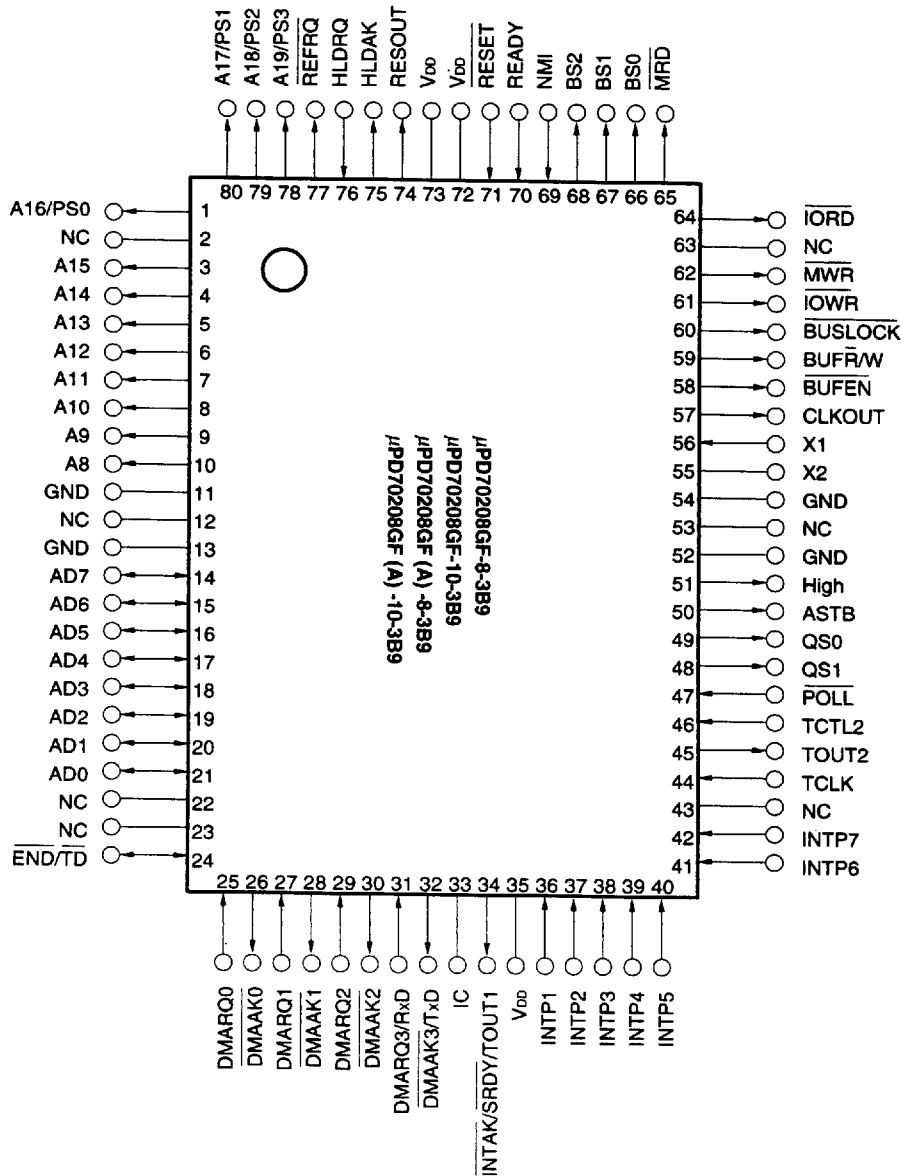 A17/PS1
A18/PS2
A19/PS3
REFRQ
HLDRQ
HLDAK
RESOUT
VDD
VDD
RESET
READY
NMI
BS2
BS1
BS0
MRD
80 79 78 77 76 75 74 73 72 71 70 69 68 67 66 65
A16/PS0 1
NC 2
A15 3
A14 4
A13 5
A12 6
A11 7
A10 8
A9 9
A8 10
GND 11
NC 12
GND 13
AD7 14
AD6 15
AD5 16
AD4 17
AD3 18
AD2 19
AD1 20
AD0 21
NC 22
NC 23
END/TD 24
µPD70208GF-8-3B9
µPD70208GF-10-3B9
µPD70208GF (A) -8-3B9
µPD70208GF (A) -10-3B9
64 IORD
63 NC
62 MWR
61 IOWR
60 BUSLOCK
59 BUFR/W
58 BUFEN
57 CLKOUT
56 X1
55 X2
54 GND
53 NC
52 GND
51 High
50 ASTB
49 QS0
48 QS1
47 POLL
46 TCTL2
45 TOUT2
44 TCLK
43 NC
42 INTP7
41 INTP6
25 26 27 28 29 30 31 32 33 34 35 36 37 38 39 40
DMARQ0
DMAAK0
DMARQ1
DMAAK1
DMARQ2
DMAAK2
DMARQ3/RxD
DMAAK3/TxD
IC
INTAK/SRDY/TOUT1
VDD
INTP1
INTP2
INTP3
INTP4
INTP5